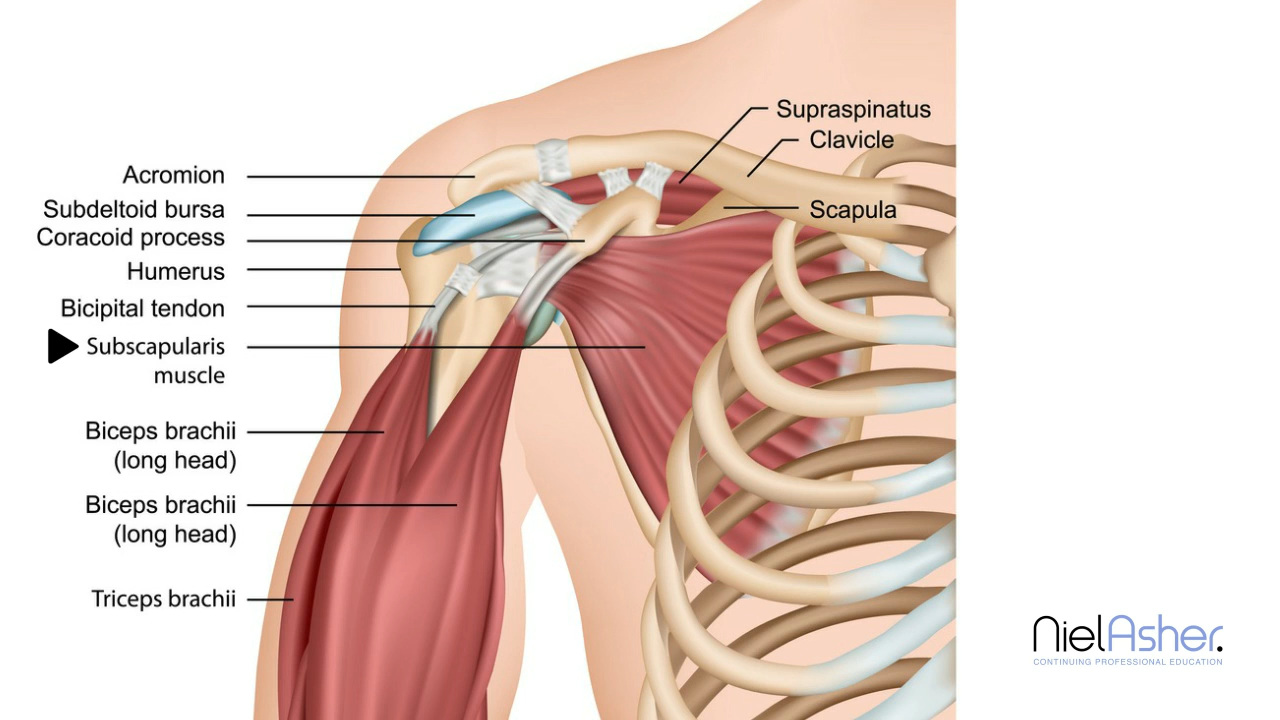 Supraspinatus
Clavicle
Acromion
Subdeltoid bursa
Scapula
Coracoid process
Humerus
Bicipital tendon
Subscapularis
muscle
Biceps brachii
(long head)
Biceps brachii
(long head)
Triceps brachii
NielAsher.
CONTINUING PROFESSIONAL EDUCATION